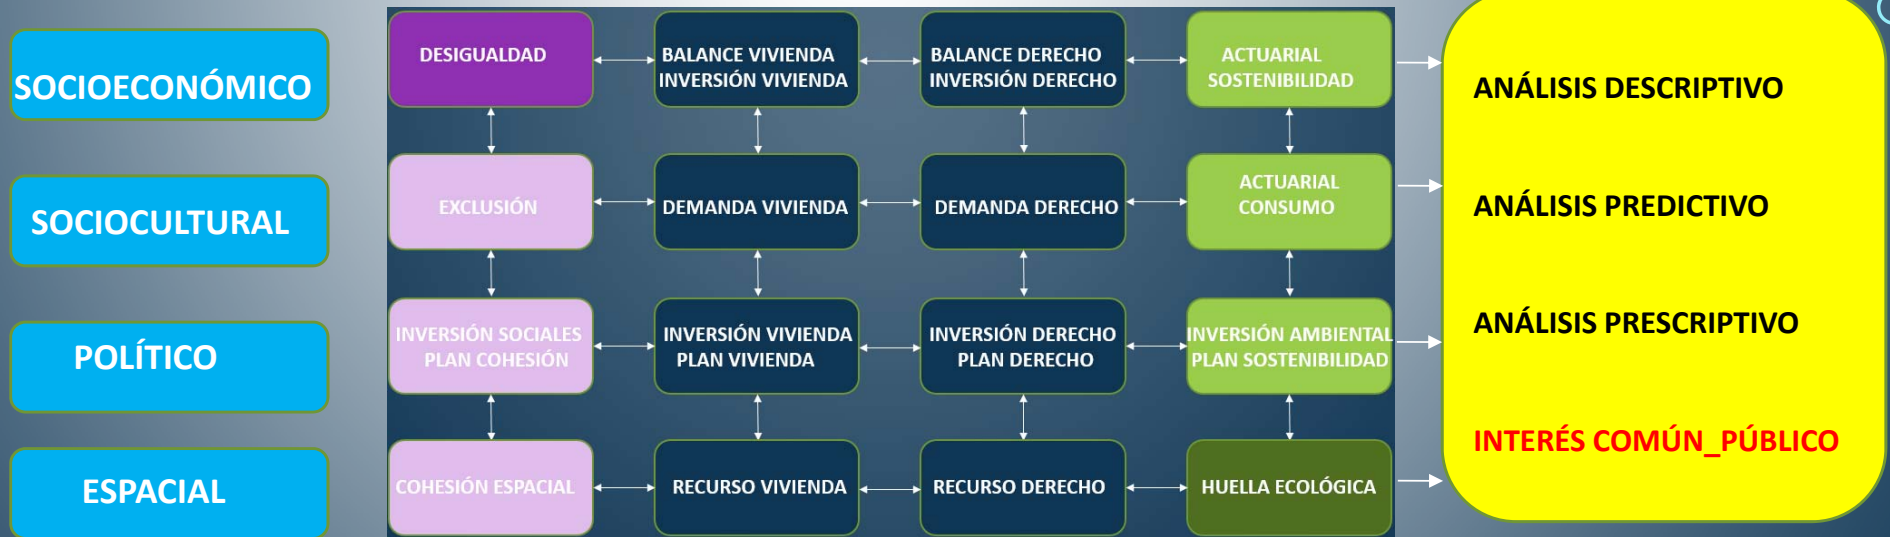 SOCIOECONÓMICO
SOCIOCULTURAL
POLÍTICO
ESPACIAL
DESIGUALDAD
BALANCE VIVIENDA
INVERSIÓN VIVIENDA
BALANCE DERECHO
INVERSIÓN DERECHO
ACTUARIAL
SOSTENIBILIDAD
EXCLUSIÓN
DEMANDA VIVIENDA
DEMANDA DERECHO
ACTUARIAL
CONSUMO
INVERSIÓN SOCIALES
PLAN COHESIÓN
INVERSIÓN VIVIENDA
PLAN VIVIENDA
INVERSIÓN DERECHO
PLAN DERECHO
INVERSIÓN AMBIENTAL
PLAN SOSTENIBILIDAD
COHESIÓN ESPACIAL
RECURSO VIVIENDA
RECURSO DERECHO
HUELLA ECOLÓGICA
ANÁLISIS DESCRIPTIVO
ANÁLISIS PREDICTIVO
ANÁLISIS PRESCRIPTIVO
INTERÉS COMÚN_PÚBLICO